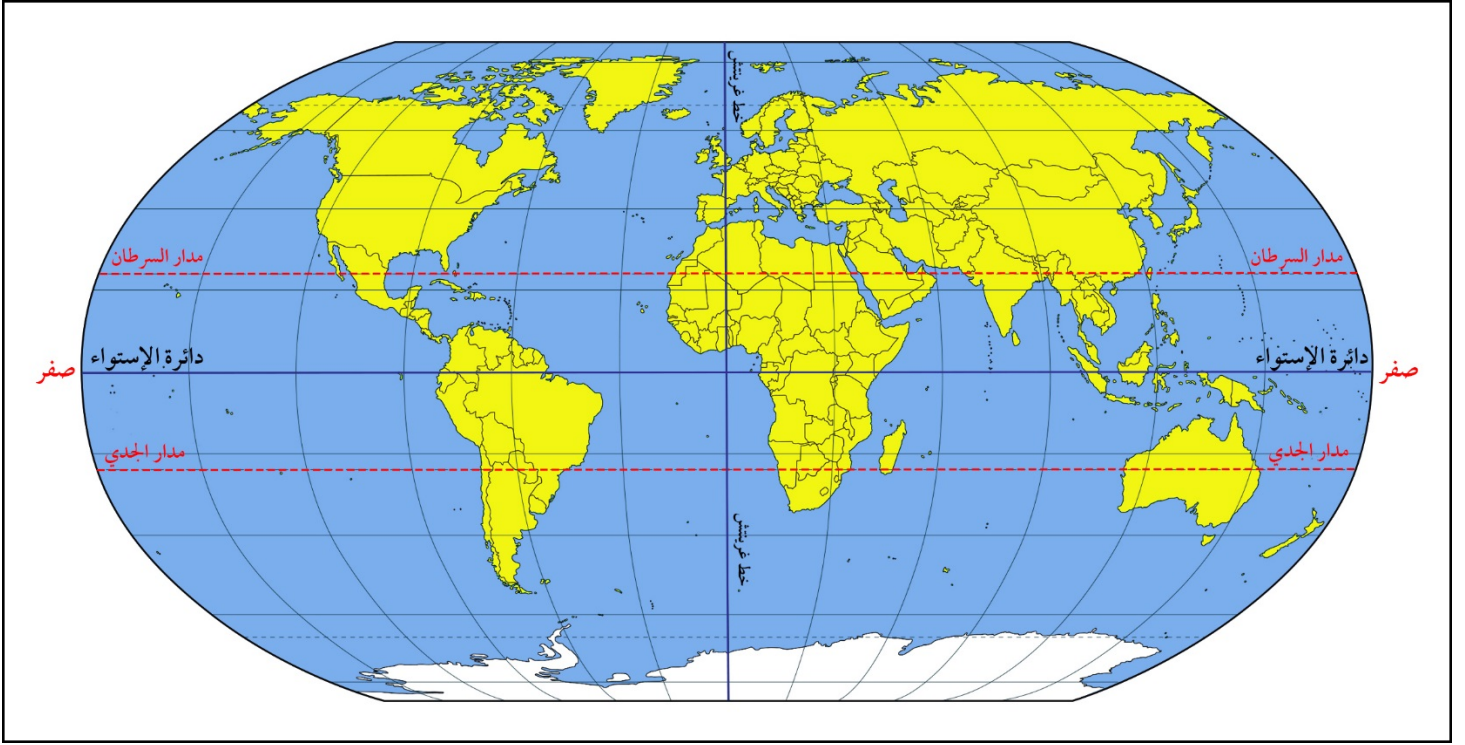 خط غرينتش
مدار السرطان
مدار السرطان
دائرة الإستواء
دائرة الإستواء
صفر
صفر
مدار الجدي
مدار الجدي
خط غرينتش